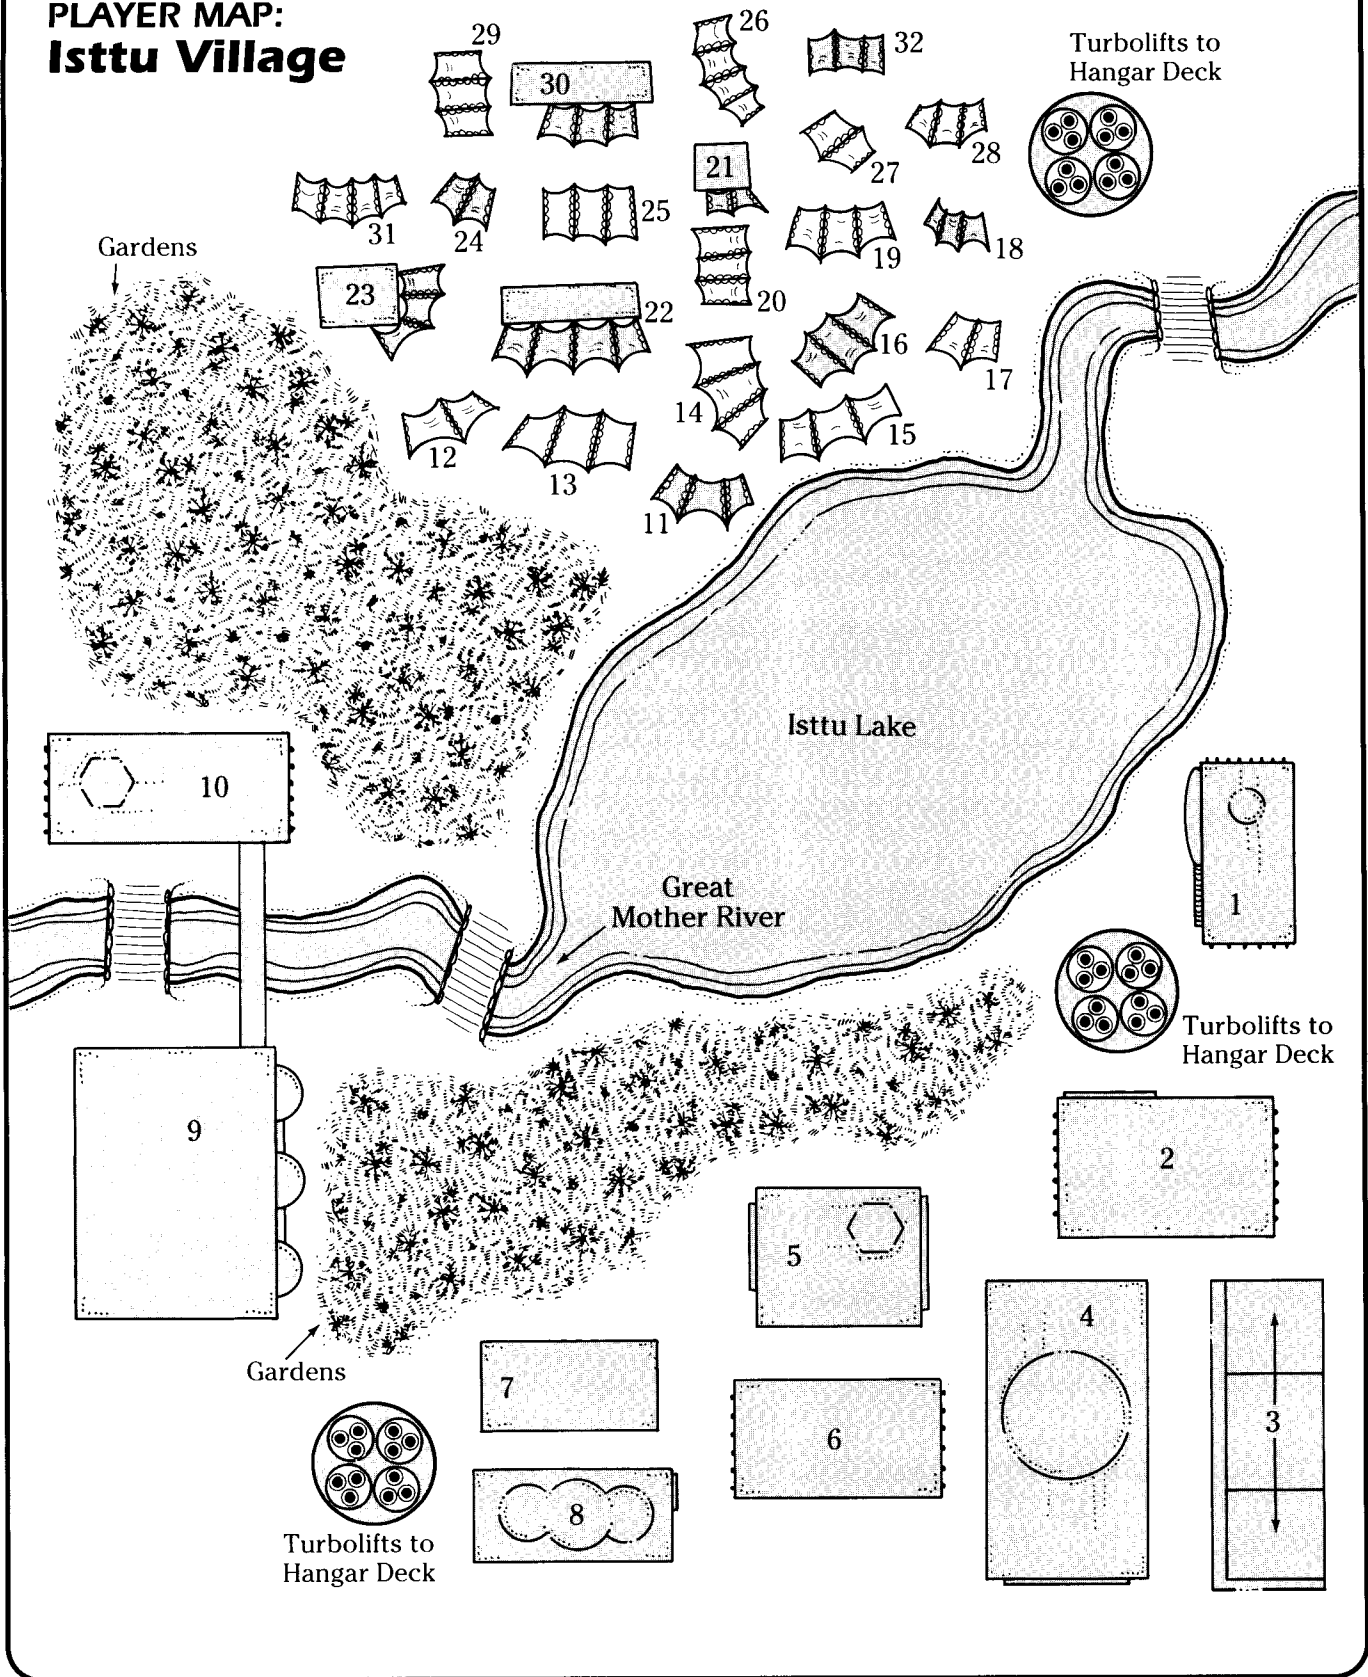 PLAYER MAP:
Isttu Village
29
26
32
Turbolifts to
Hangar Deck
30
28
21
27
31
24
25
19
18
Gardens
23
22
20
16
17
14
15
12
13
11
Isttu Lake
10
Great
Mother River
1
Turbolifts to
Hangar Deck
9
2
5
4
Gardens
7
6
3
8
Turbolifts to
Hangar Deck